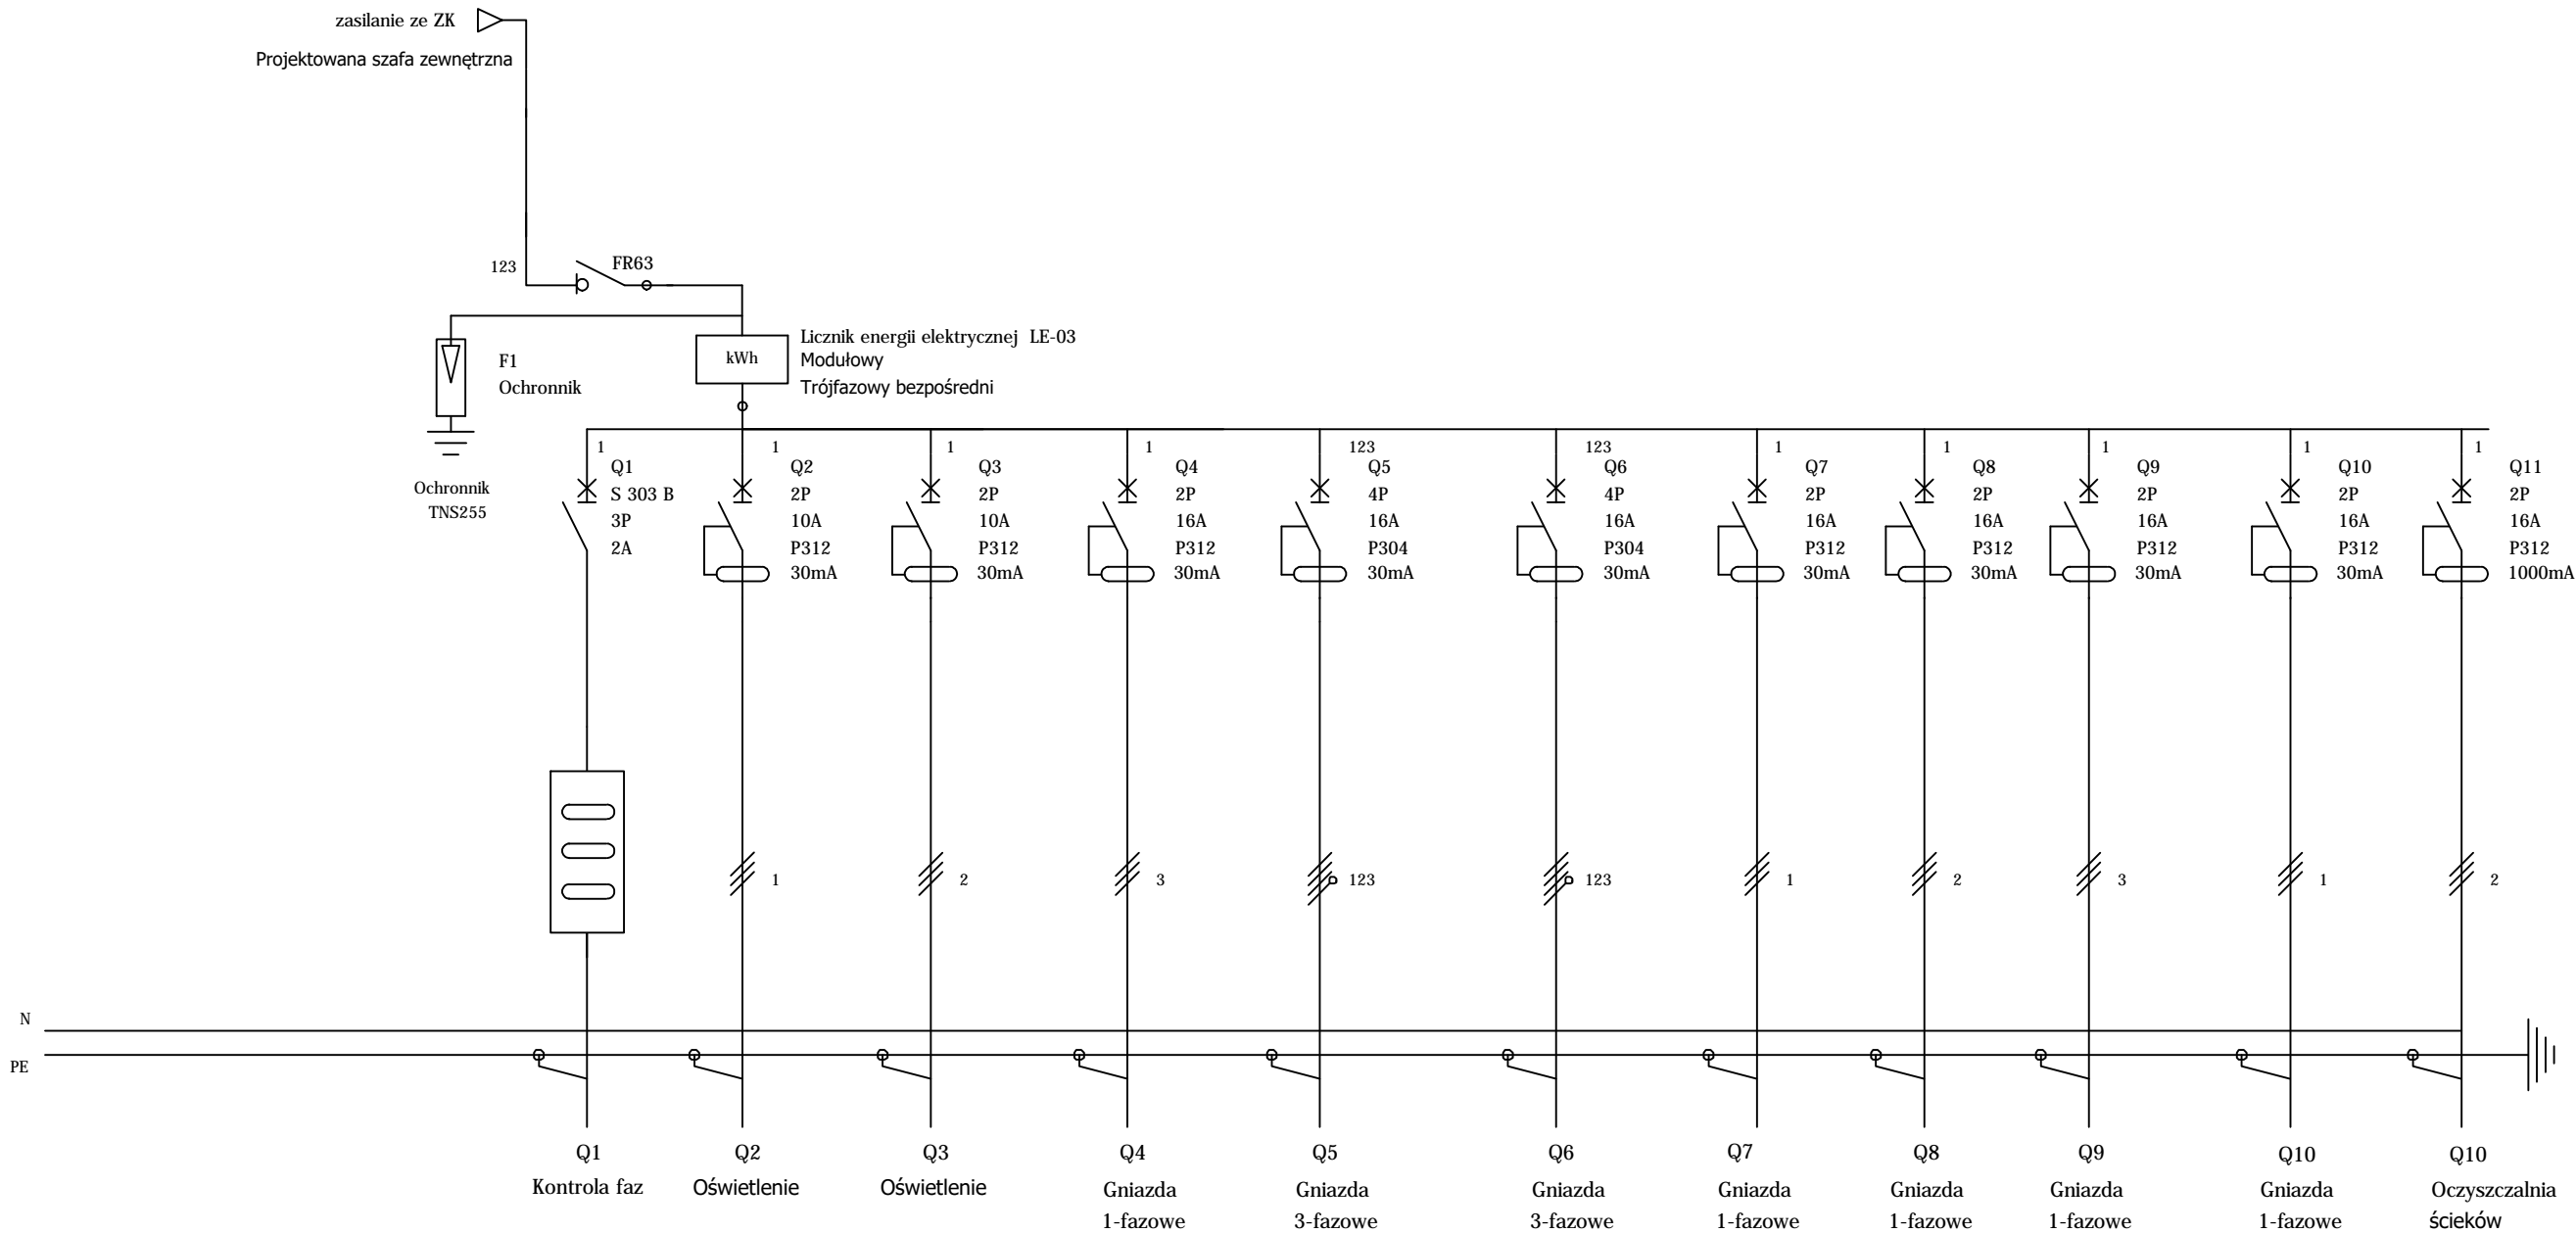 zasilanie ze ZK
Projektowana szafa zewnętrzna
123
FR63
F1
Ochronnik
kWh
Licznik energii elektrycznej LE-03
Modułowy
Trójfazowy bezpośredni
Ochronnik
TNS255
1
Q1
S 303 B
3P
2A
1
Q2
2P
10A
P312
30mA
1
Q3
2P
10A
P312
30mA
1
Q4
2P
16A
P312
30mA
123
Q5
4P
16A
P304
30mA
123
Q6
4P
16A
P304
30mA
1
Q7
2P
16A
P312
30mA
1
Q8
2P
16A
P312
30mA
1
Q9
2P
16A
P312
30mA
1
Q10
2P
16A
P312
30mA
1
Q11
2P
16A
P312
1000mA
1
2
3
123
123
1
2
3
1
2
N
PE
Q1
Kontrola faz
Q2
Oświetlenie
Q3
Oświetlenie
Q4
Gniazda
1-fazowe
Q5
Gniazda
3-fazowe
Q6
Gniazda
3-fazowe
Q7
Gniazda
1-fazowe
Q8
Gniazda
1-fazowe
Q9
Gniazda
1-fazowe
Q10
Gniazda
1-fazowe
Q10
Oczyszczalnia
ścieków